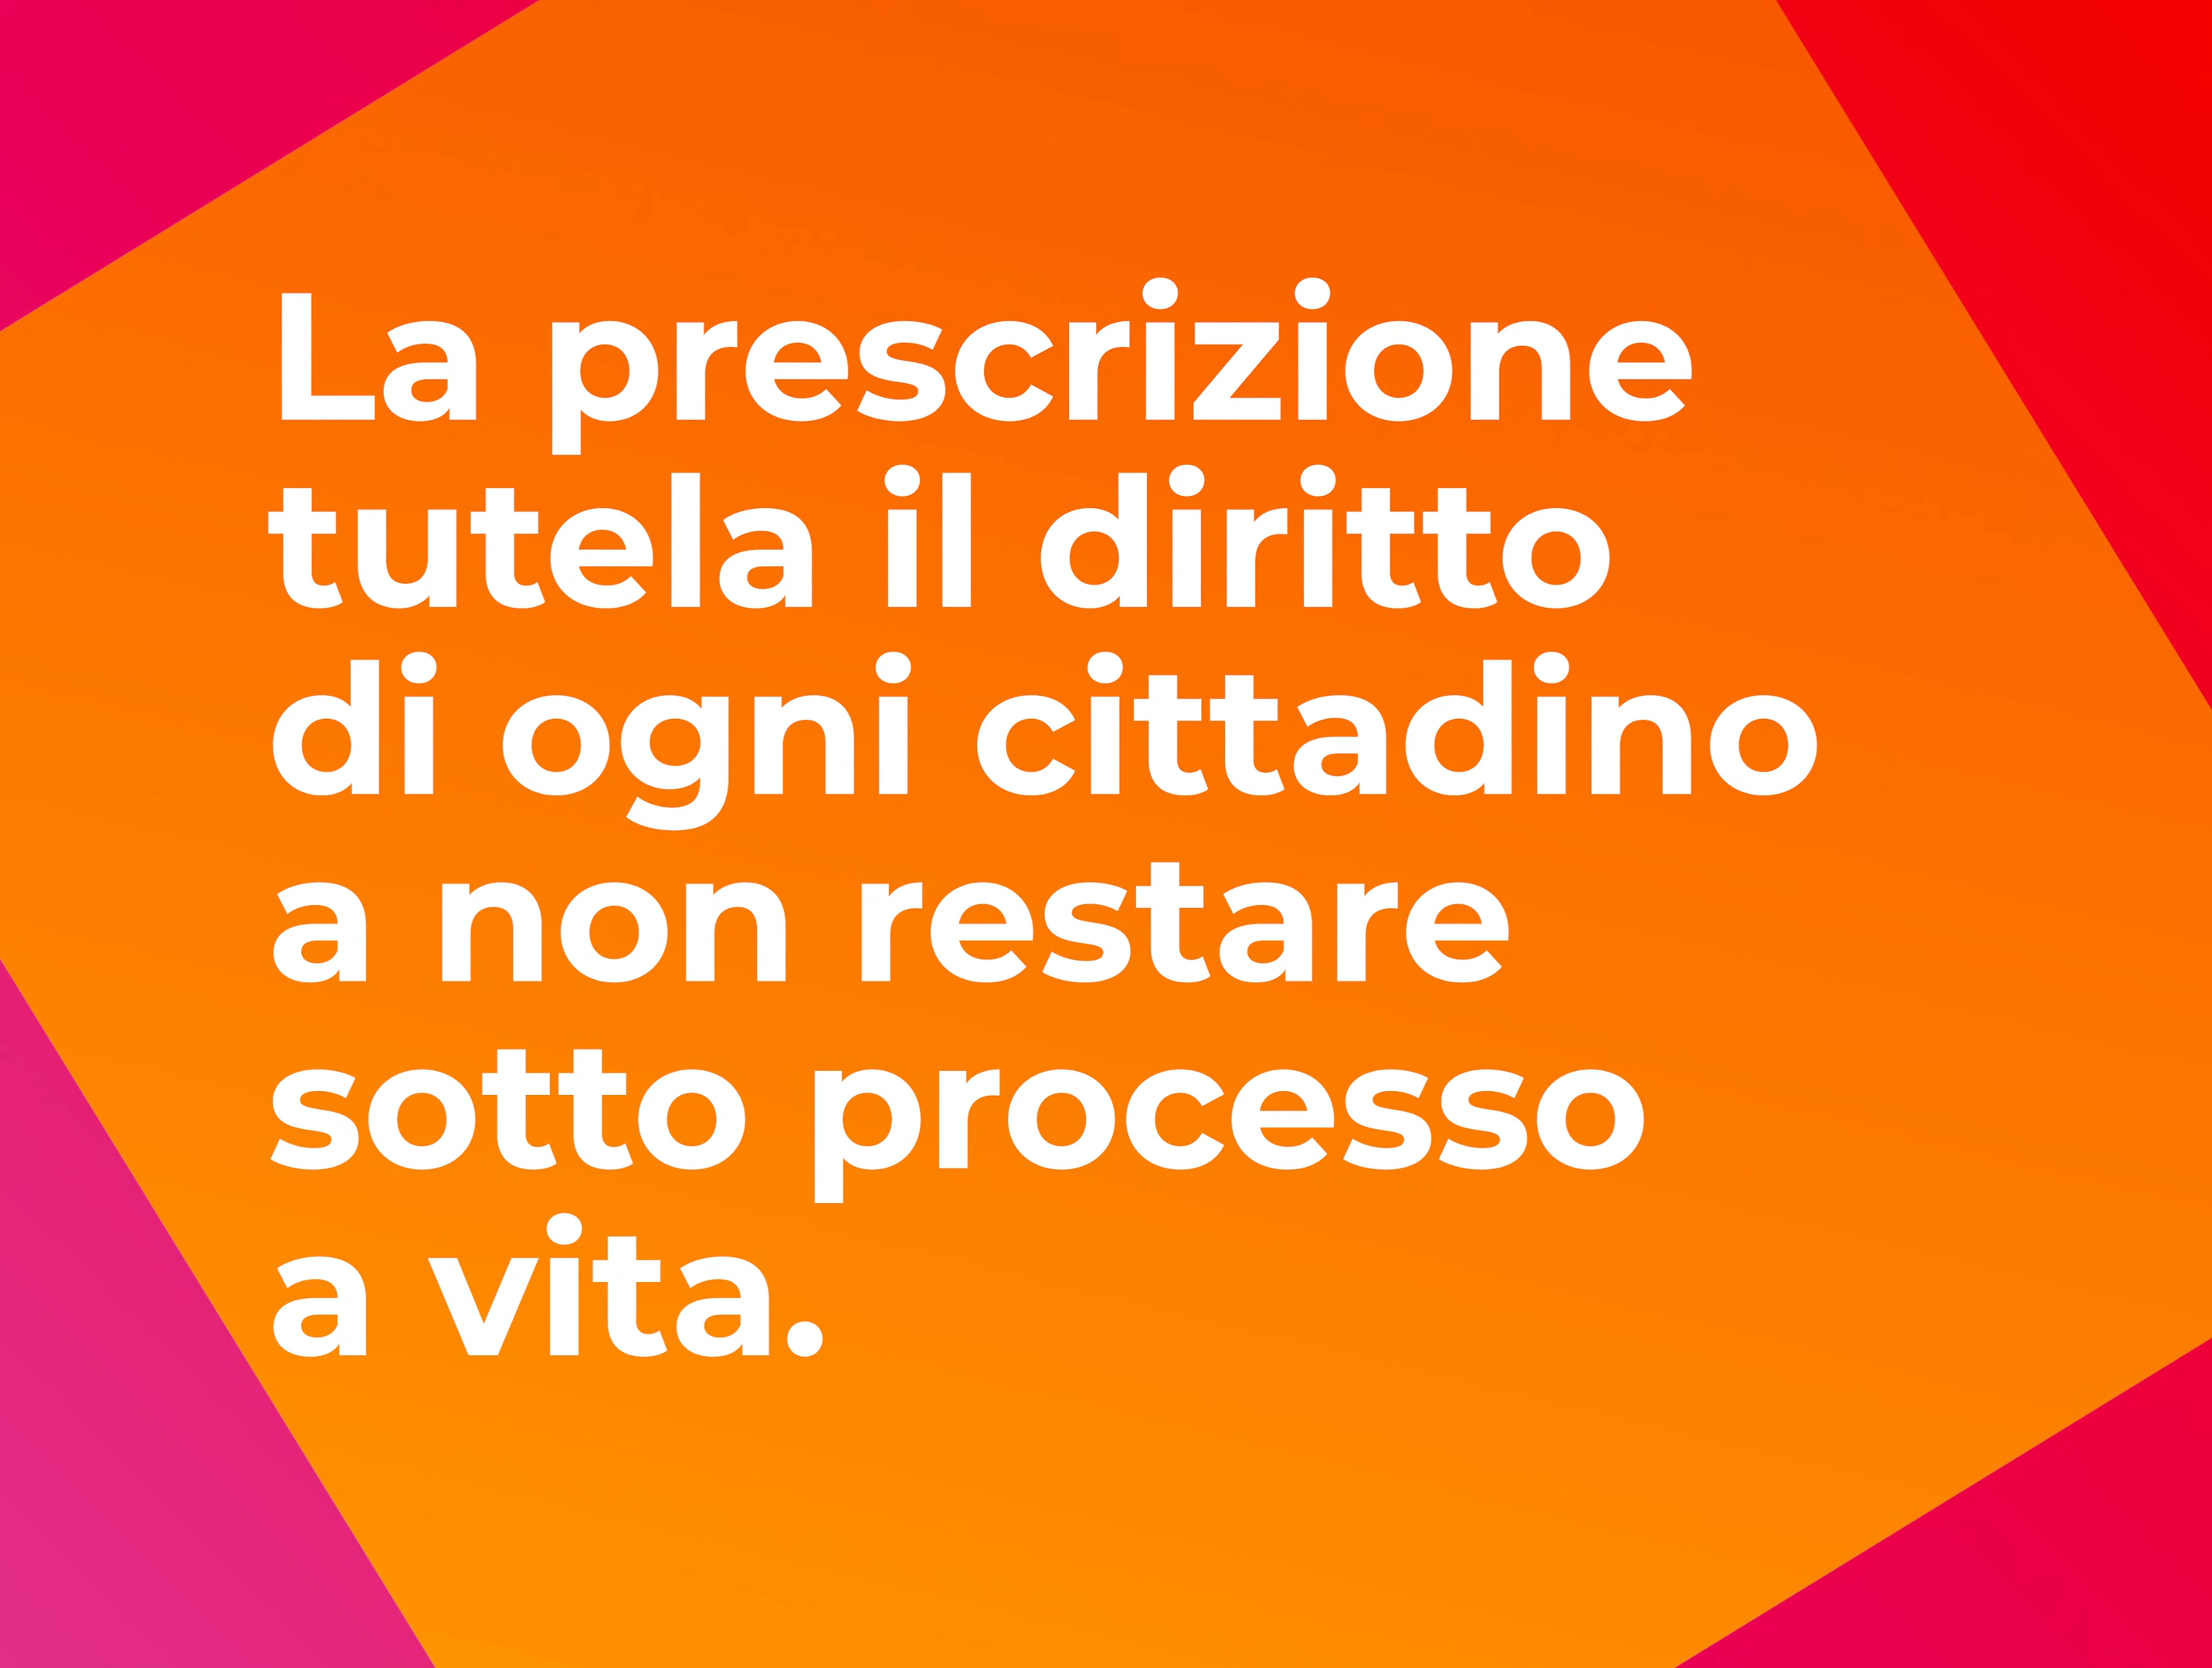 La prescrizione
tutela il diritto
di ogni cittadino
a non restare
sotto processo
a vita.